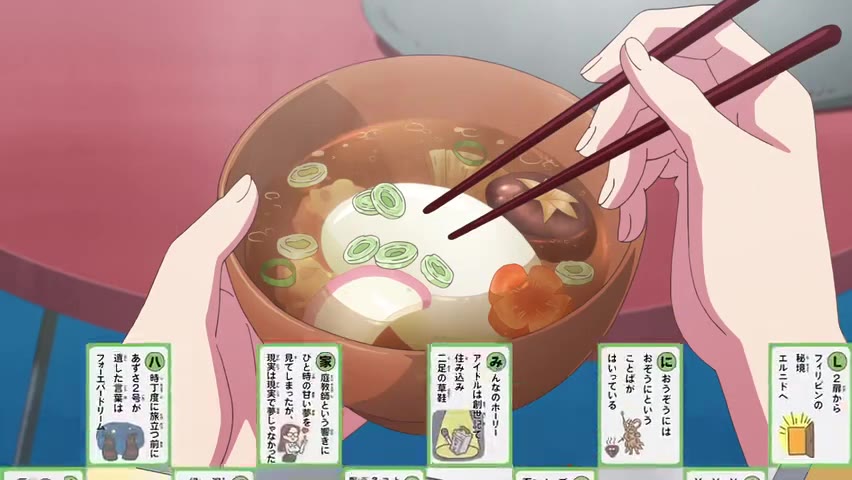 八時丁度に旅立つ前に
あずさ2号が
遺した言葉は
フォーエバードリーム
家庭教師という響きに
ひと時の甘い夢を
見てしまったが、
現実は現実で夢じゃなかった
みんなのホーリー
アイドルは創世記で
住み込み
二足の草鞋
におうぞうには
おぞうにという
ことばが
はいっている
L2扉から
フィリピンの
秘境
エルニドへ